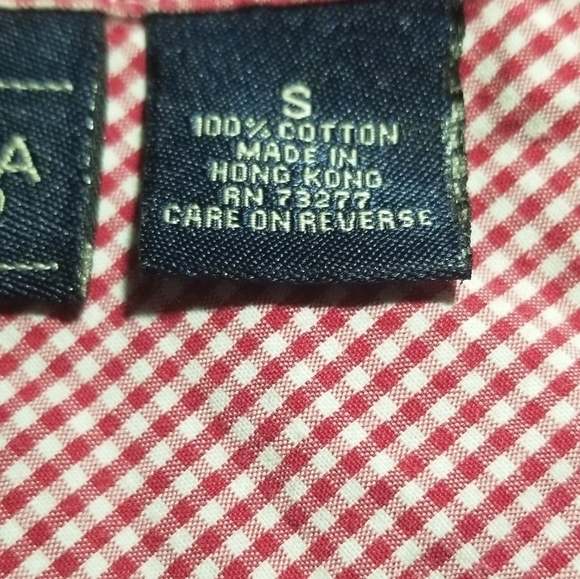 A
S
100% COTTON
MADE IN
HONG KONG
RN 73277
CARE ON REVERSE